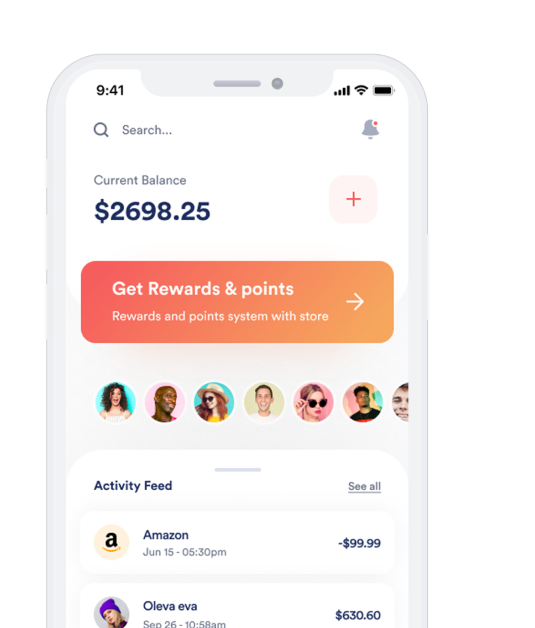 9:41
Search...
Current Balance
$2698.25
Get Rewards & points
Rewards and points system with store
Activity Feed
See all
a
Amazon
-$99.99
Jun 15 - 05:30pm
Oleva eva
$630.60
Sep 26 - 10:58am